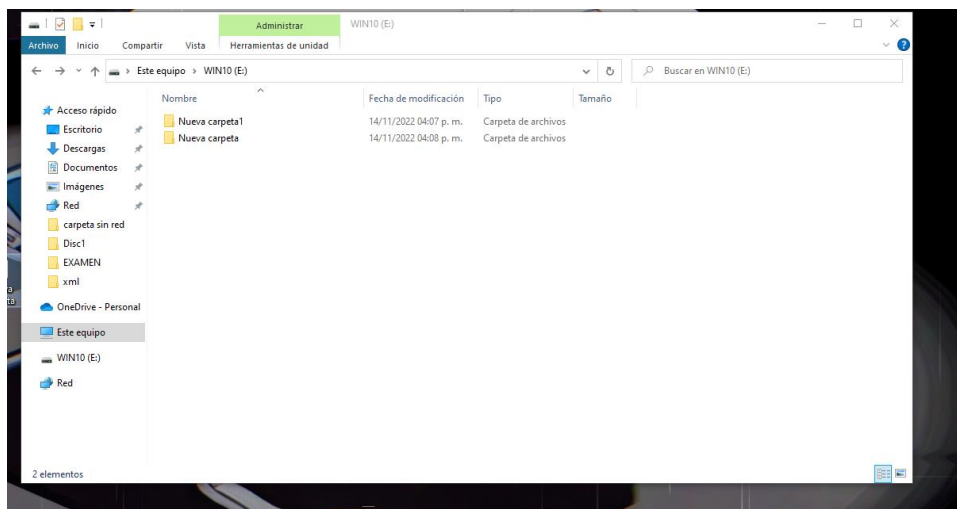 Administrar WIN10 (E:)
Archivo Inicio Compartir Vista Herramientas de unidad
Este equipo > WIN10 (E:) Buscar en WIN10 (E:)
Nombre Fecha de modificación Tipo Tamaño
Acceso rápido
Nueva carpeta1 14/11/2022 04:07 p. m. Carpeta de archivos
Escritorio
Nueva carpeta 14/11/2022 04:08 p. m. Carpeta de archivos
Descargas
Documentos
Imágenes
Red
carpeta sin red
Disc1
EXAMEN
xml
OneDrive - Personal
Este equipo
WIN10 (E:)
Red
2 elementos